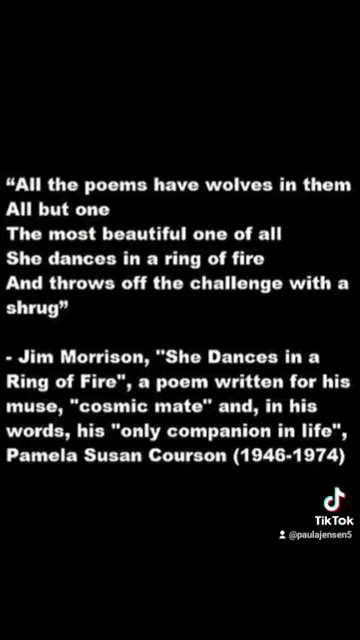 “All the poems have wolves in them
All but one
The most beautiful one of all
She dances in a ring of fire
And throws off the challenge with a
shrug”
- Jim Morrison, "She Dances in a
Ring of Fire", a poem written for his
muse, "cosmic mate" and, in his
words, his "only companion in life",
Pamela Susan Courson (1946-1974)
TikTok
@paulajensen5